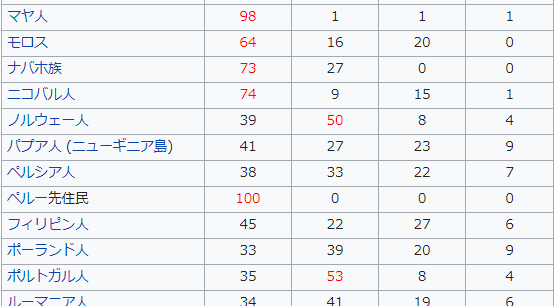 マヤ人 98 1 1 1
モロス 64 16 20 0
ナバホ族 73 27 0 0
ニコバル人 74 9 15 1
ノルウェー人 39 50 8 4
パプア人 (ニューギニア島) 41 27 23 9
ペルシア人 38 33 22 7
ペルー先住民 100 0 0 0
フィリピン人 45 22 27 6
ポーランド人 33 39 20 9
ポルトガル人 35 53 8 4
ルーマニア人 34 41 19 6